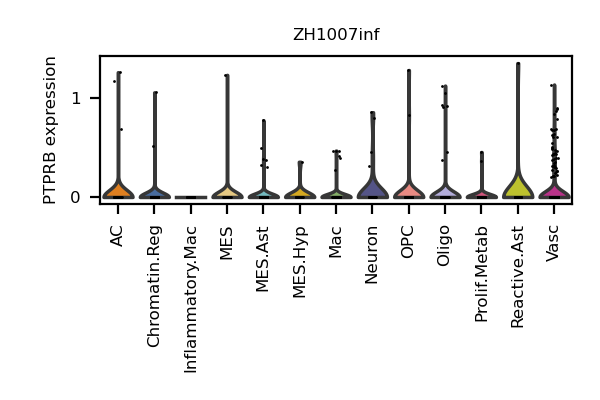 ZH1007inf
PTPRB expression
1
0
AC
Chromatin.Reg
Inflammatory.Mac
MES
MES.Ast
MES.Hyp
Mac
Neuron
OPC
Oligo
Prolif.Metab
Reactive.Ast
Vasc